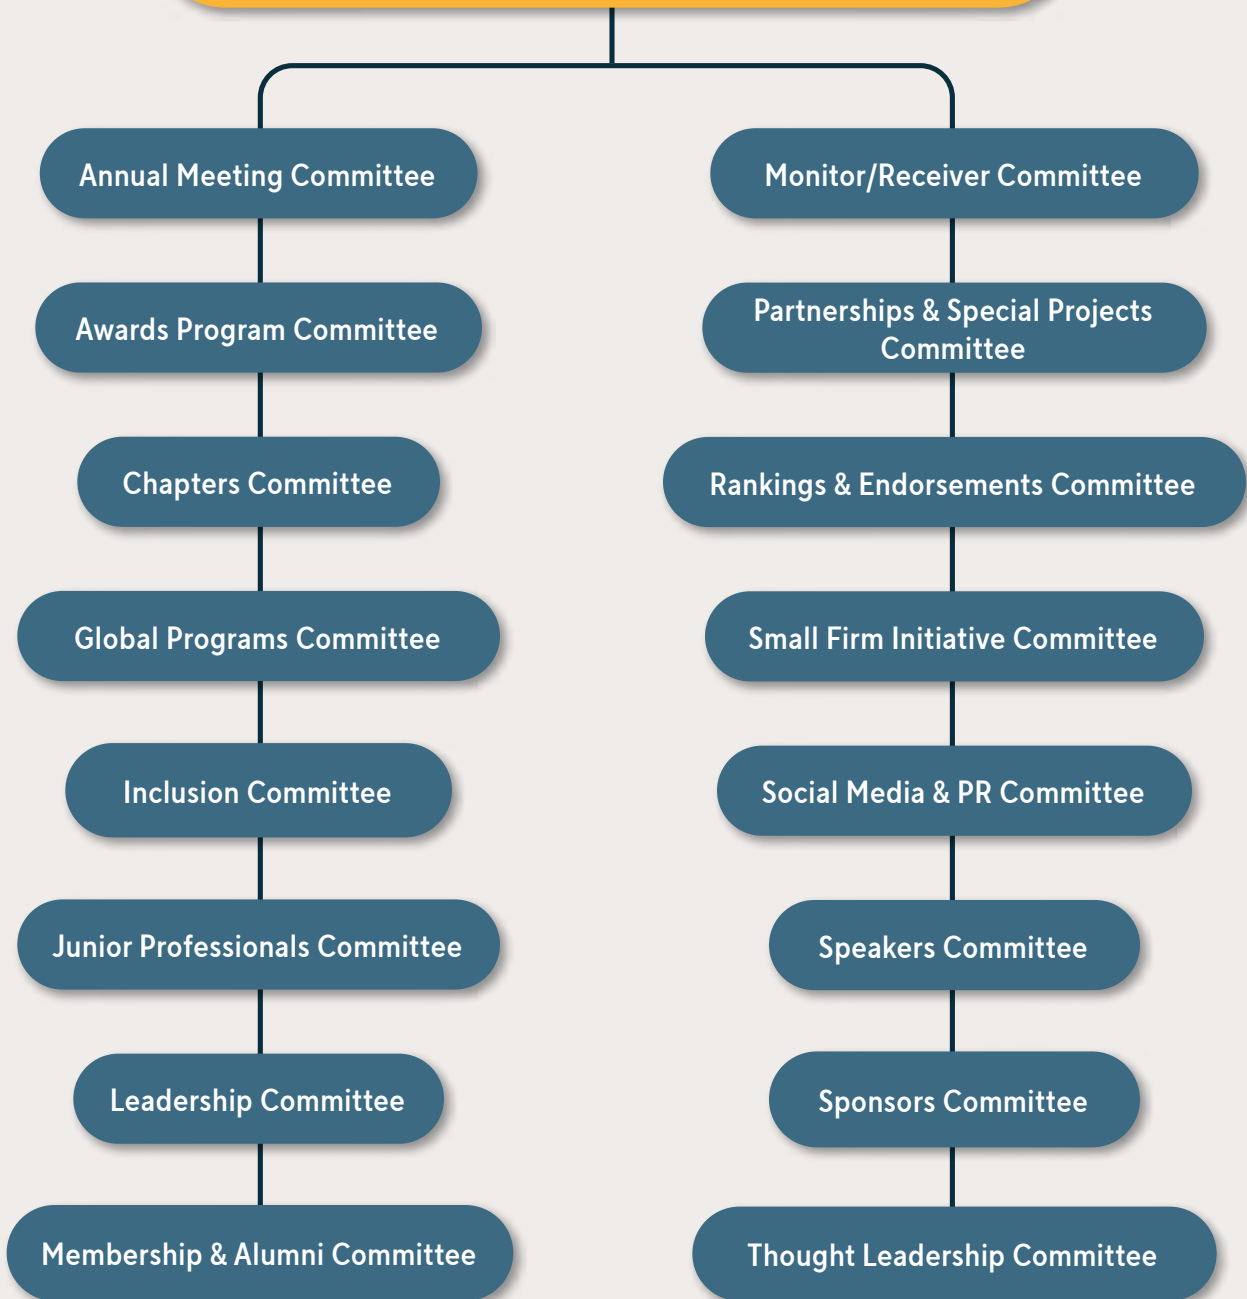 Annual Meeting Committee
Awards Program Committee
Chapters Committee
Global Programs Committee
Inclusion Committee
Junior Professionals Committee
Leadership Committee
Membership & Alumni Committee
Monitor/Receiver Committee
Partnerships & Special Projects
Committee
Rankings & Endorsements Committee
Small Firm Initiative Committee
Social Media & PR Committee
Speakers Committee
Sponsors Committee
Thought Leadership Committee